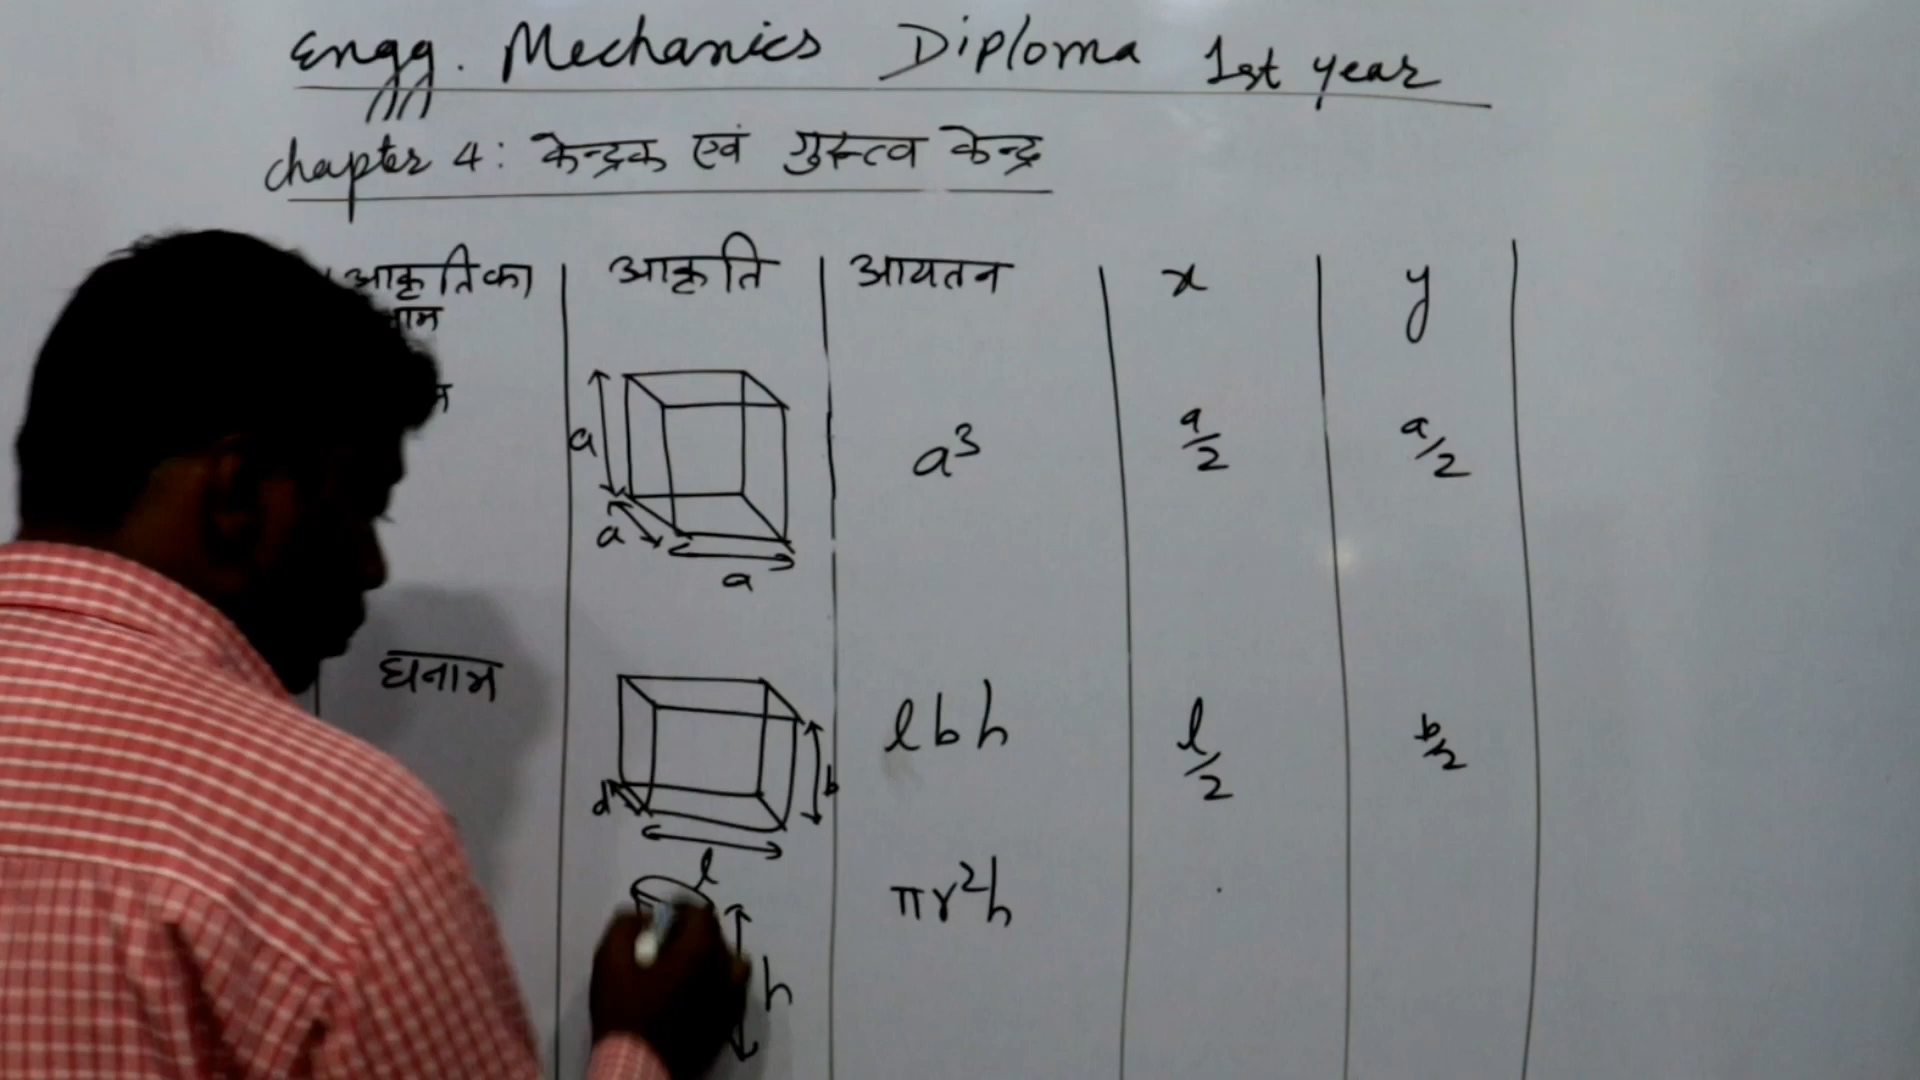 Engg. Mechanics Diploma 1st year
Chapter 4: केन्द्रक एवं गुरूत्व केन्द्र
आकृति का आकृति आयतन x y
नाम
a a³ a/2 a/2
a
a
घनाभ l b h l/2 b/2
d b
l
πr²h
h